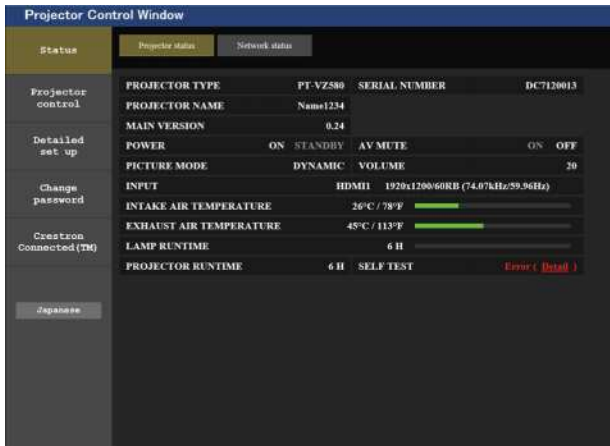 Projector Control Window
Status
Projector
control
Detailed
set up
Change
password
Crestron
Connected(TM)
Japanese
Projector status Network status
PROJECTOR TYPE PT-VZ580 SERIAL NUMBER DC7120013
PROJECTOR NAME Name1234
MAIN VERSION 0.24
POWER ON STANDBY AV MUTE ON OFF
PICTURE MODE DYNAMIC VOLUME 20
INPUT HDMI1 1920x1200/60RB (74.07kHz/59.96Hz)
INTAKE AIR TEMPERATURE 26°C / 78°F
EXHAUST AIR TEMPERATURE 45°C / 113°F
LAMP RUNTIME 6 H
PROJECTOR RUNTIME 6 H SELF TEST Error ( Detail )